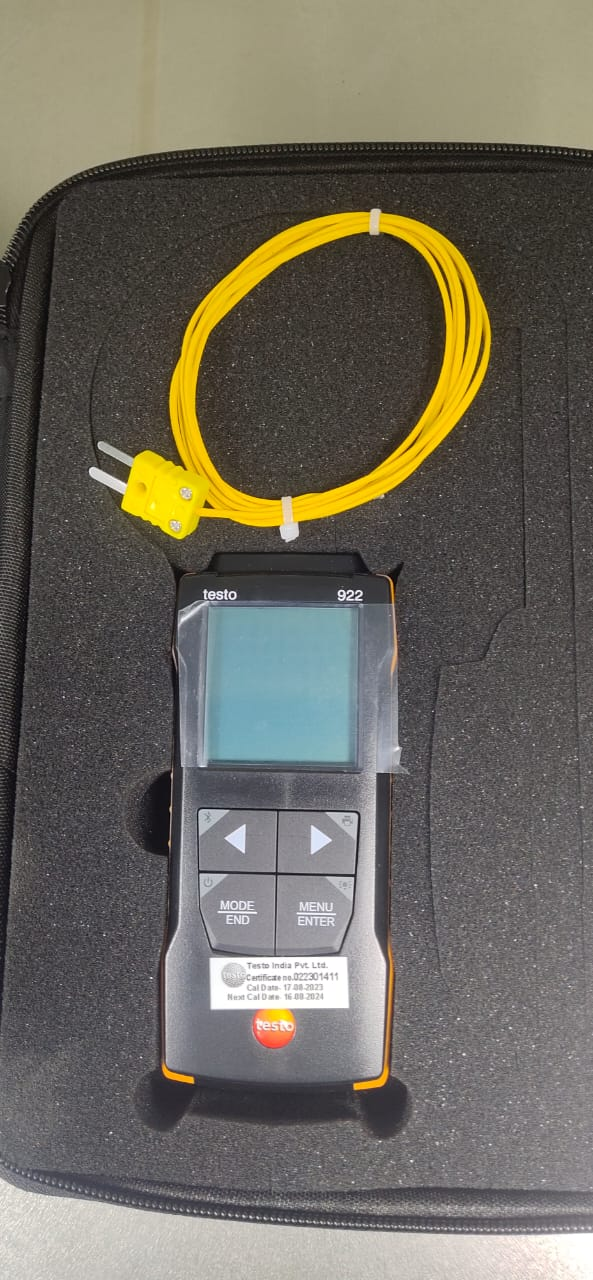 testo 922
MODE
END
MENU
ENTER
Testo India Pvt. Ltd.
testo Certificate no.022301411
Cal Date- 17-08-2023
Next Cal Date- 16-08-2024
testo